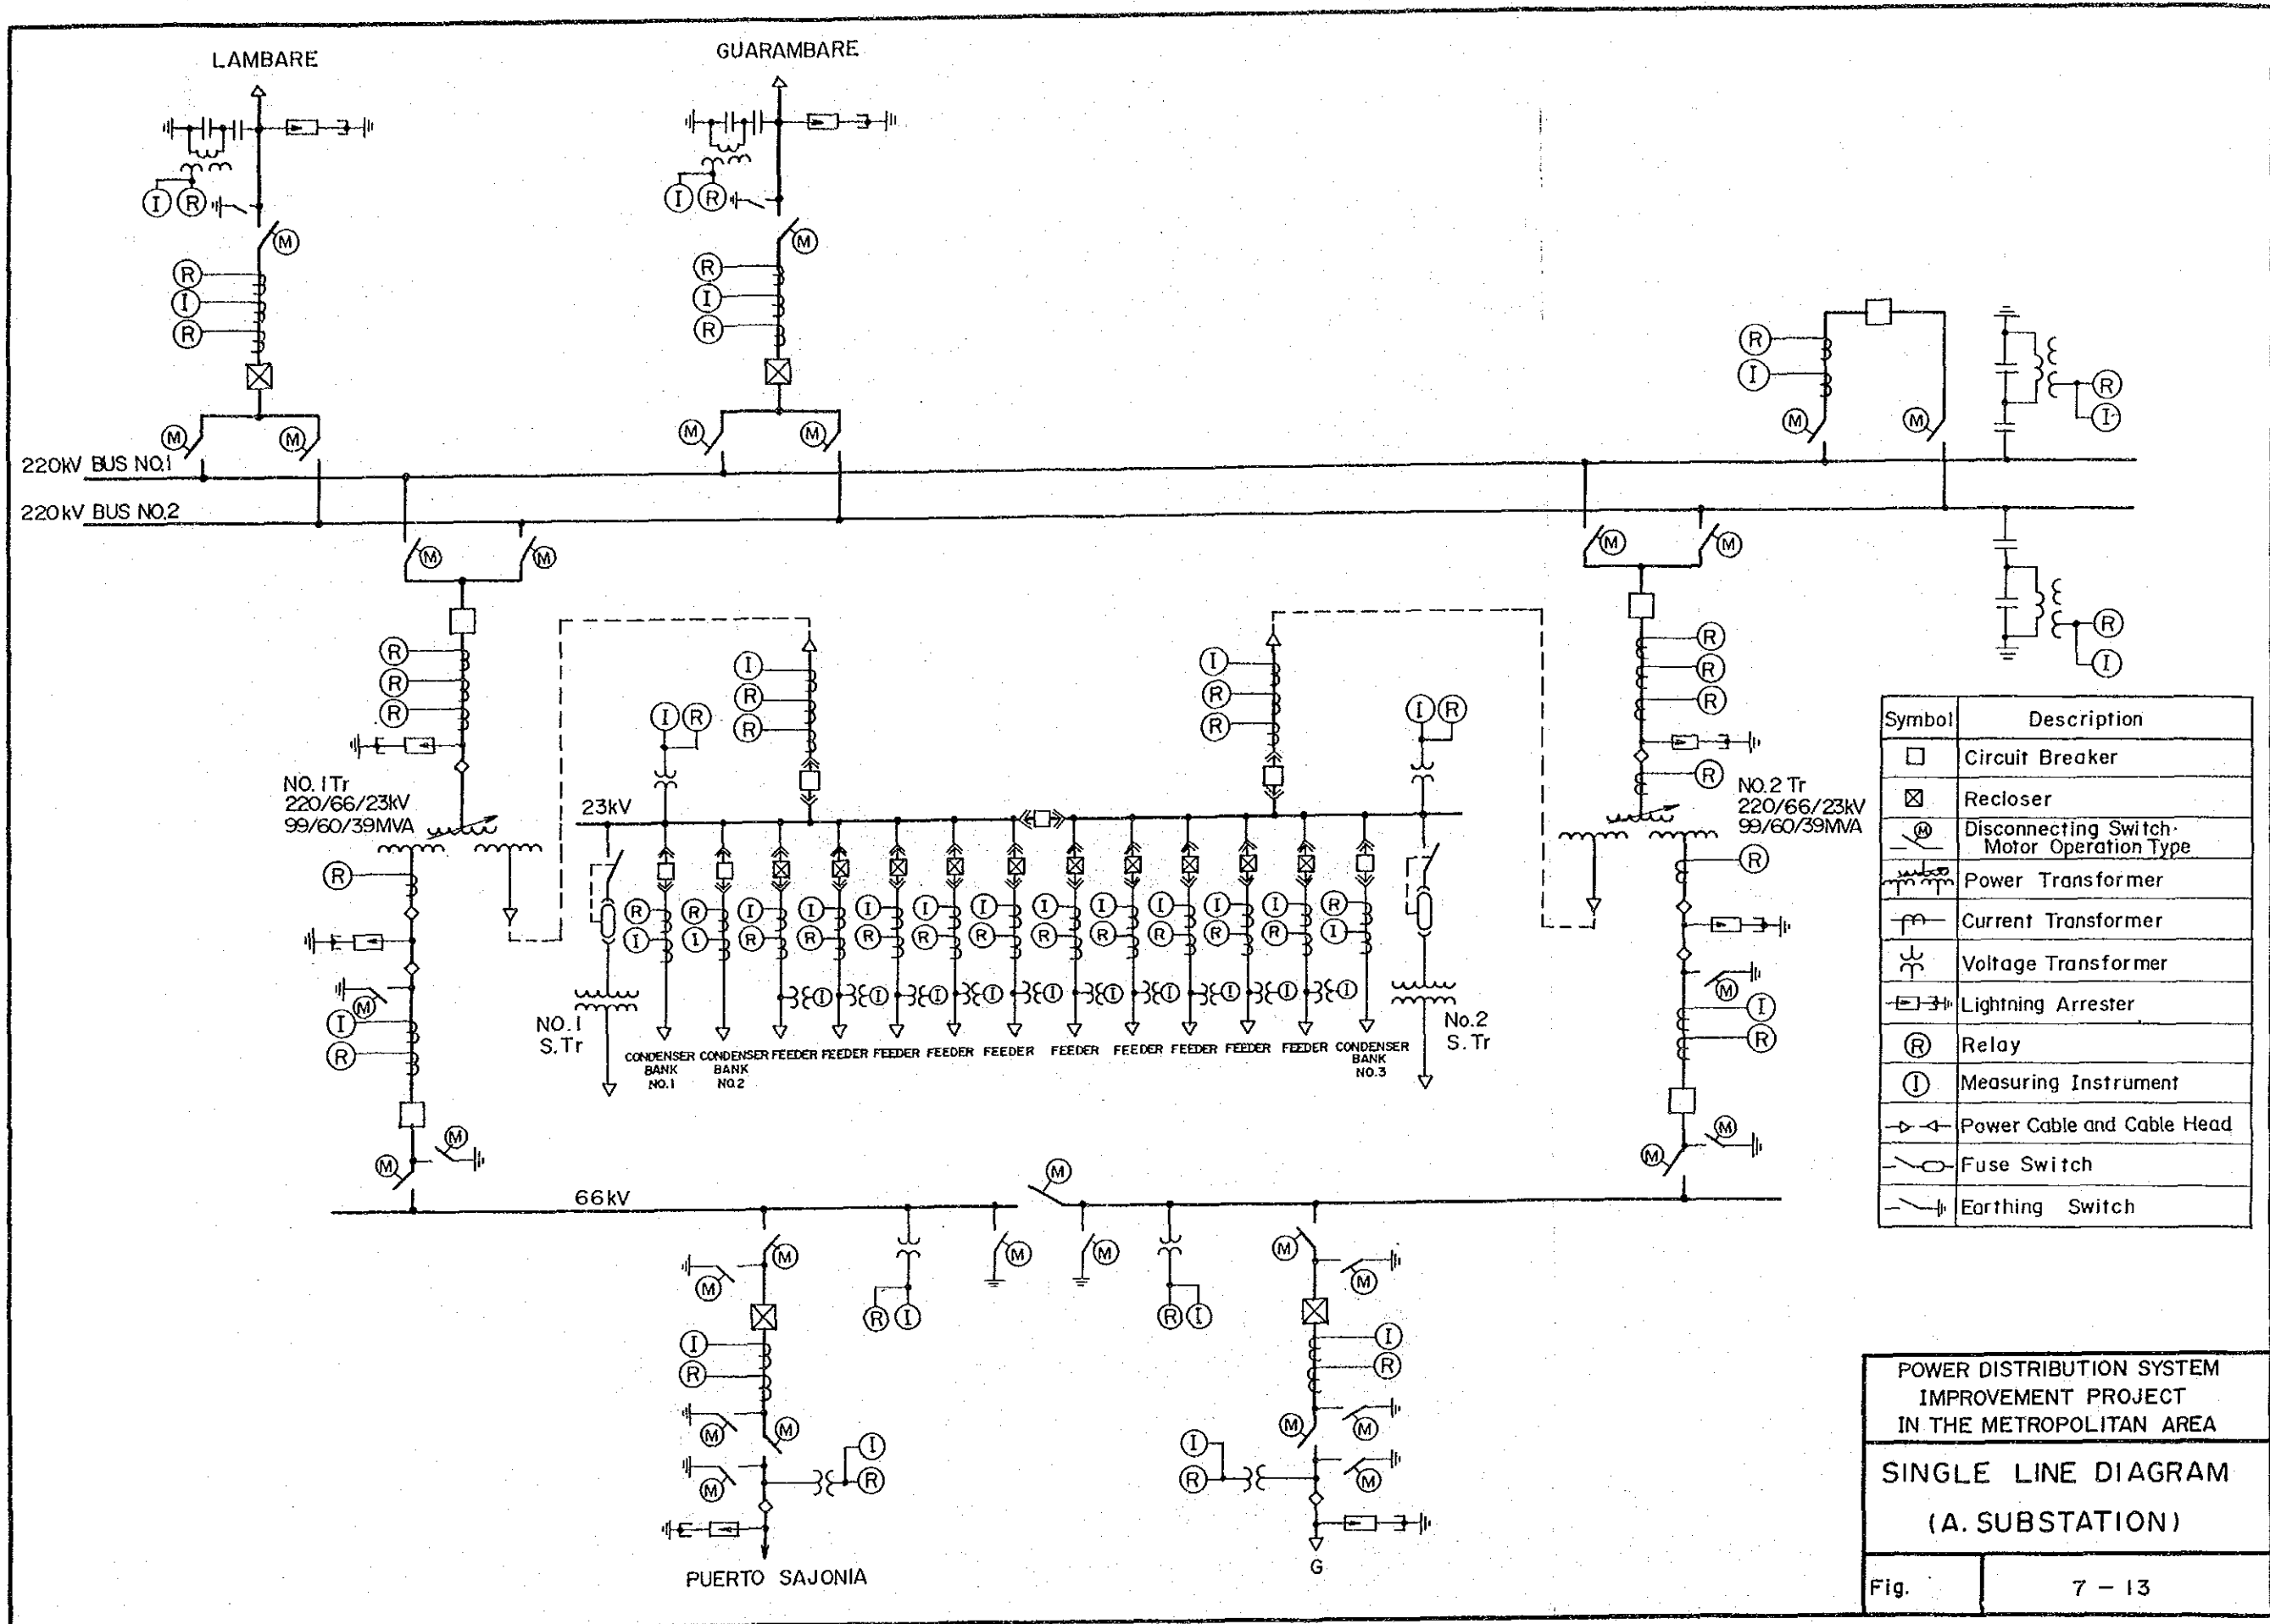 LAMBARE
GUARAMBARE
I R
I R
M
M
R
I
R
R
I
R
R
I
M
M
M
M
M
M
R
I
220kV BUS NO.1
220kV BUS NO.2
M
M
M
M
R
R
R
I
R
R
I
R
R
R
R
R
R
R
I
I R
I R
NO. 1 Tr
220/66/23kV
99/60/39MVA
23kV
NO. 2 Tr
220/66/23kV
99/60/39MVA
R
R
R R I I I I I I I I I I R
I I R R R R R R R R R R I
I I I I I I I I I I
M
I
R
M
I
R
NO. 1
S. Tr
No. 2
S. Tr
CONDENSER
BANK
NO.1
CONDENSER
BANK
NO.2
FEEDER FEEDER FEEDER FEEDER FEEDER FEEDER FEEDER FEEDER FEEDER FEEDER
CONDENSER
BANK
NO.3
M
M
M
M
66kV
M
M
M
M
M
M
M
R I
R I
I
R
I
R
M
M
M
M
M
M
I
R
I
R
PUERTO SAJONIA
G
Symbol Description
Circuit Breaker
Recloser
M Disconnecting Switch·
Motor Operation Type
Power Transformer
Current Transformer
Voltage Transformer
Lightning Arrester
R Relay
I Measuring Instrument
Power Cable and Cable Head
Fuse Switch
Earthing Switch
POWER DISTRIBUTION SYSTEM
IMPROVEMENT PROJECT
IN THE METROPOLITAN AREA
SINGLE LINE DIAGRAM
(A. SUBSTATION)
Fig. 7 - 13